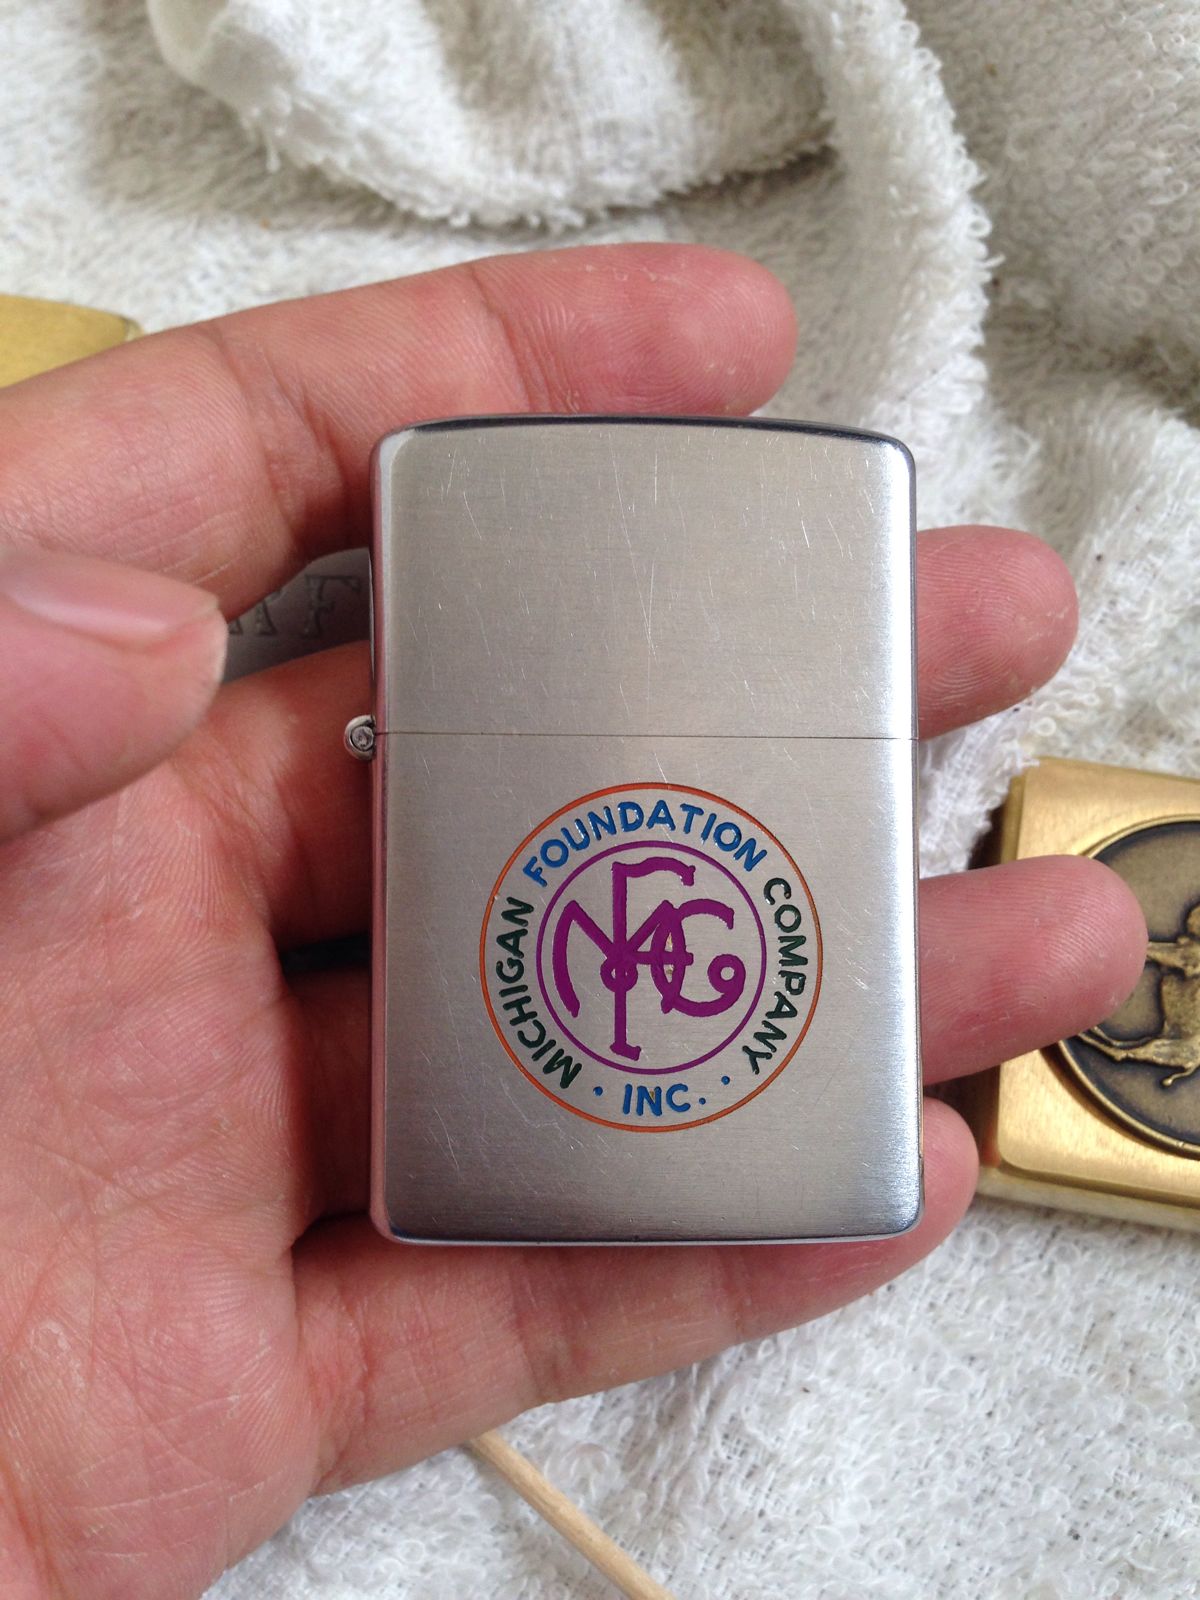 MICHIGAN FOUNDATION COMPANY
· INC. ·
MFC